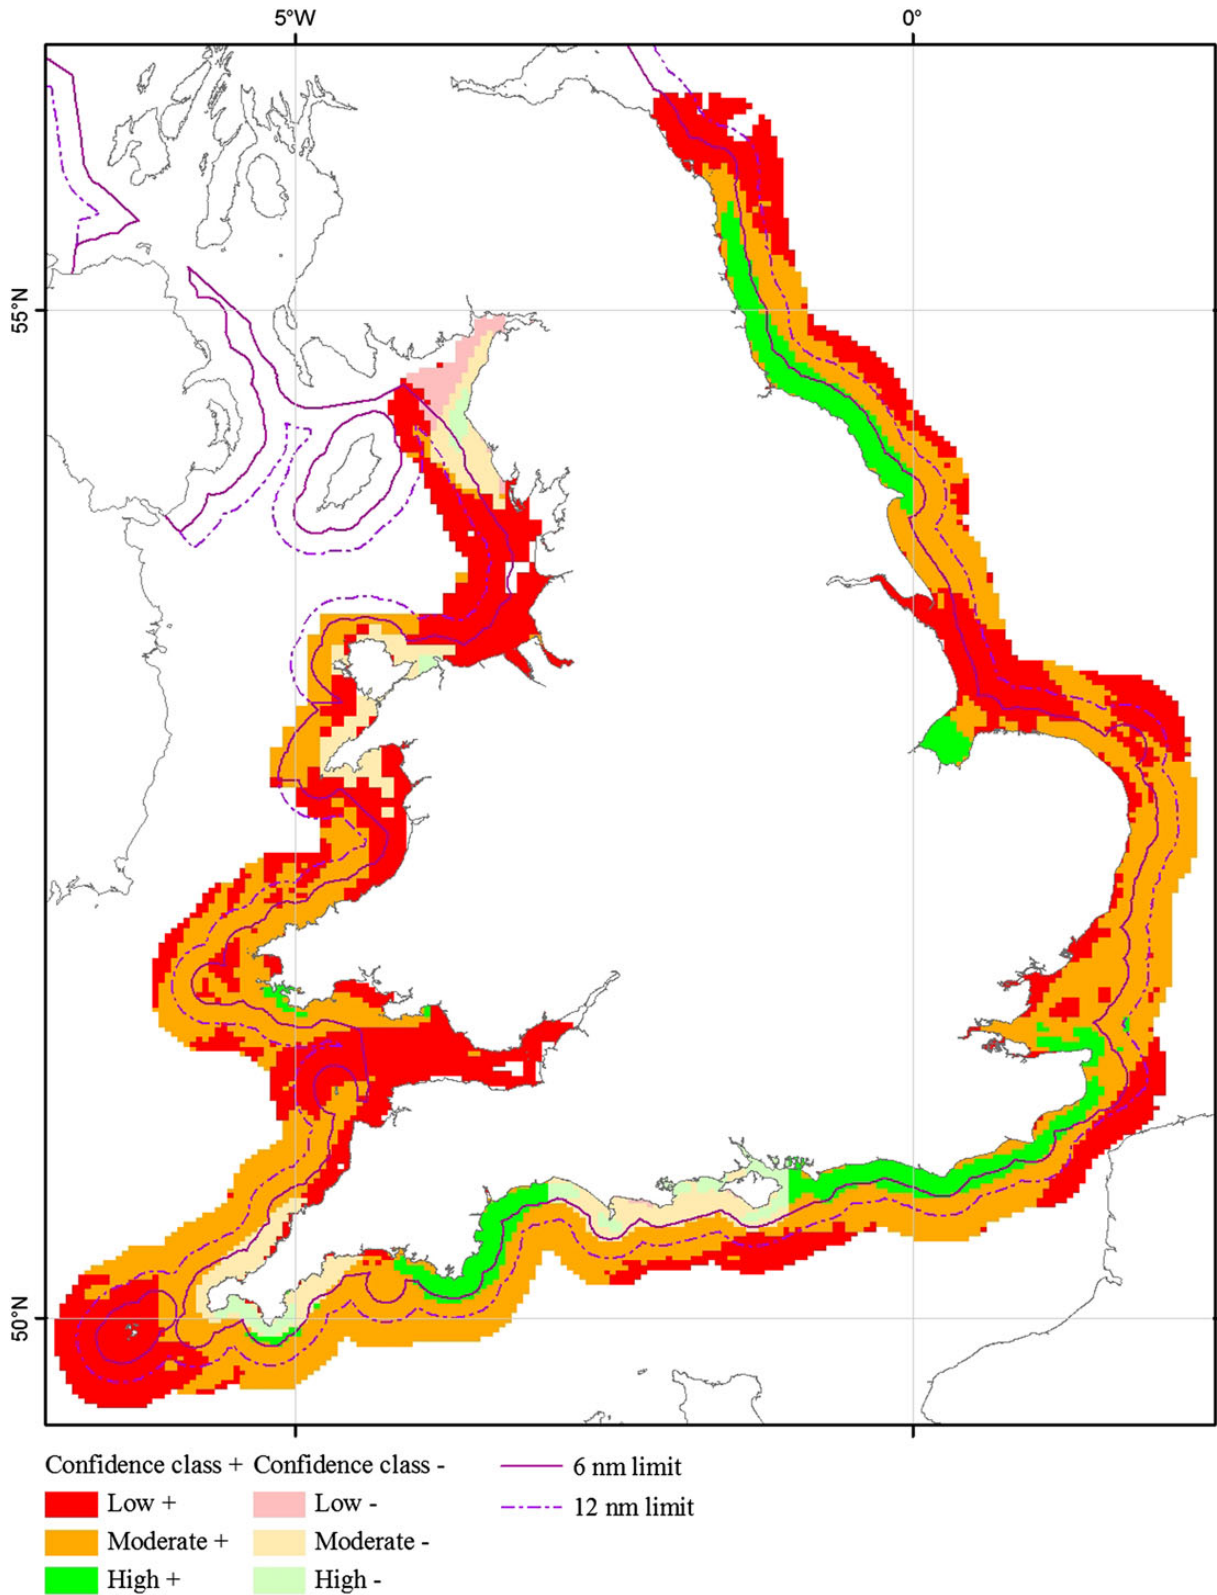 5°W 0°
55°N
50°N
Confidence class + Confidence class - 6 nm limit
Low + Low - 12 nm limit
Moderate + Moderate -
High + High -